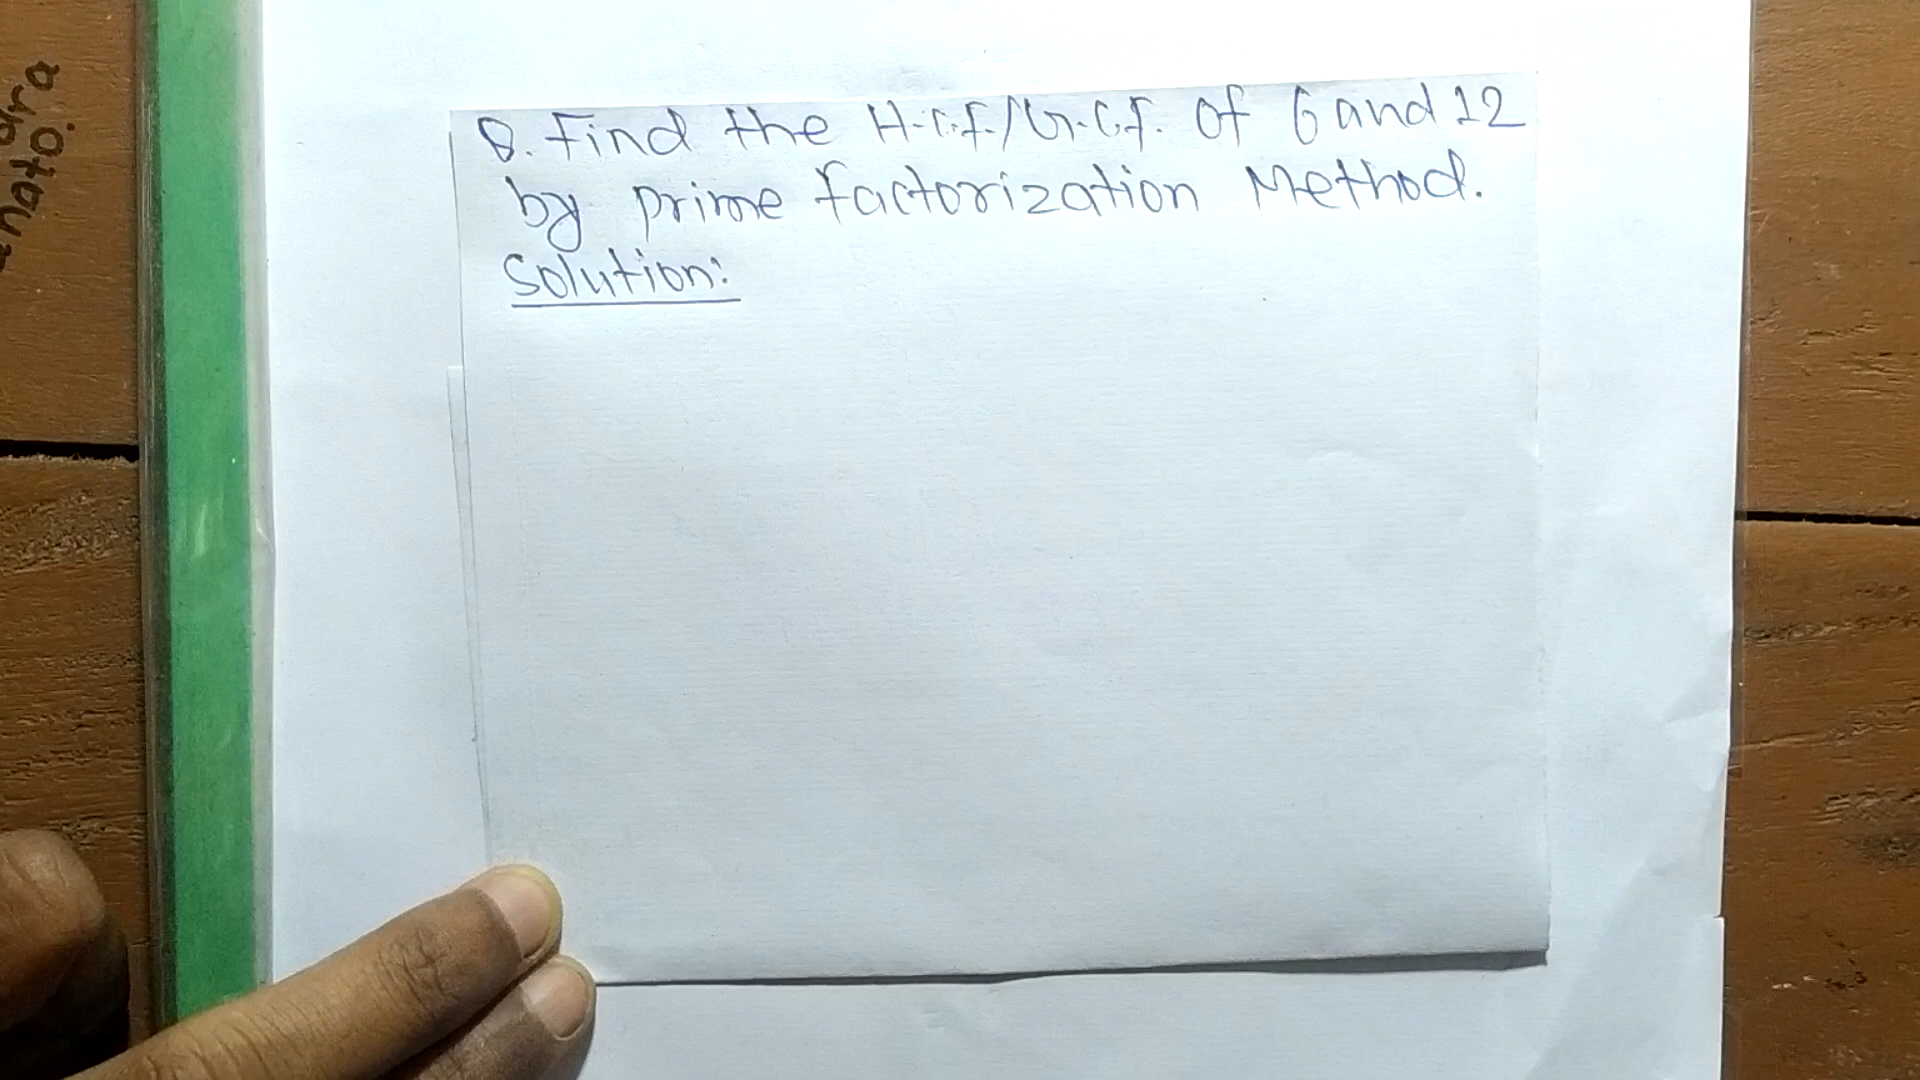 Q. Find the H.C.F./G.C.F. of 6 and 12
by prime factorization Method.
Solution: